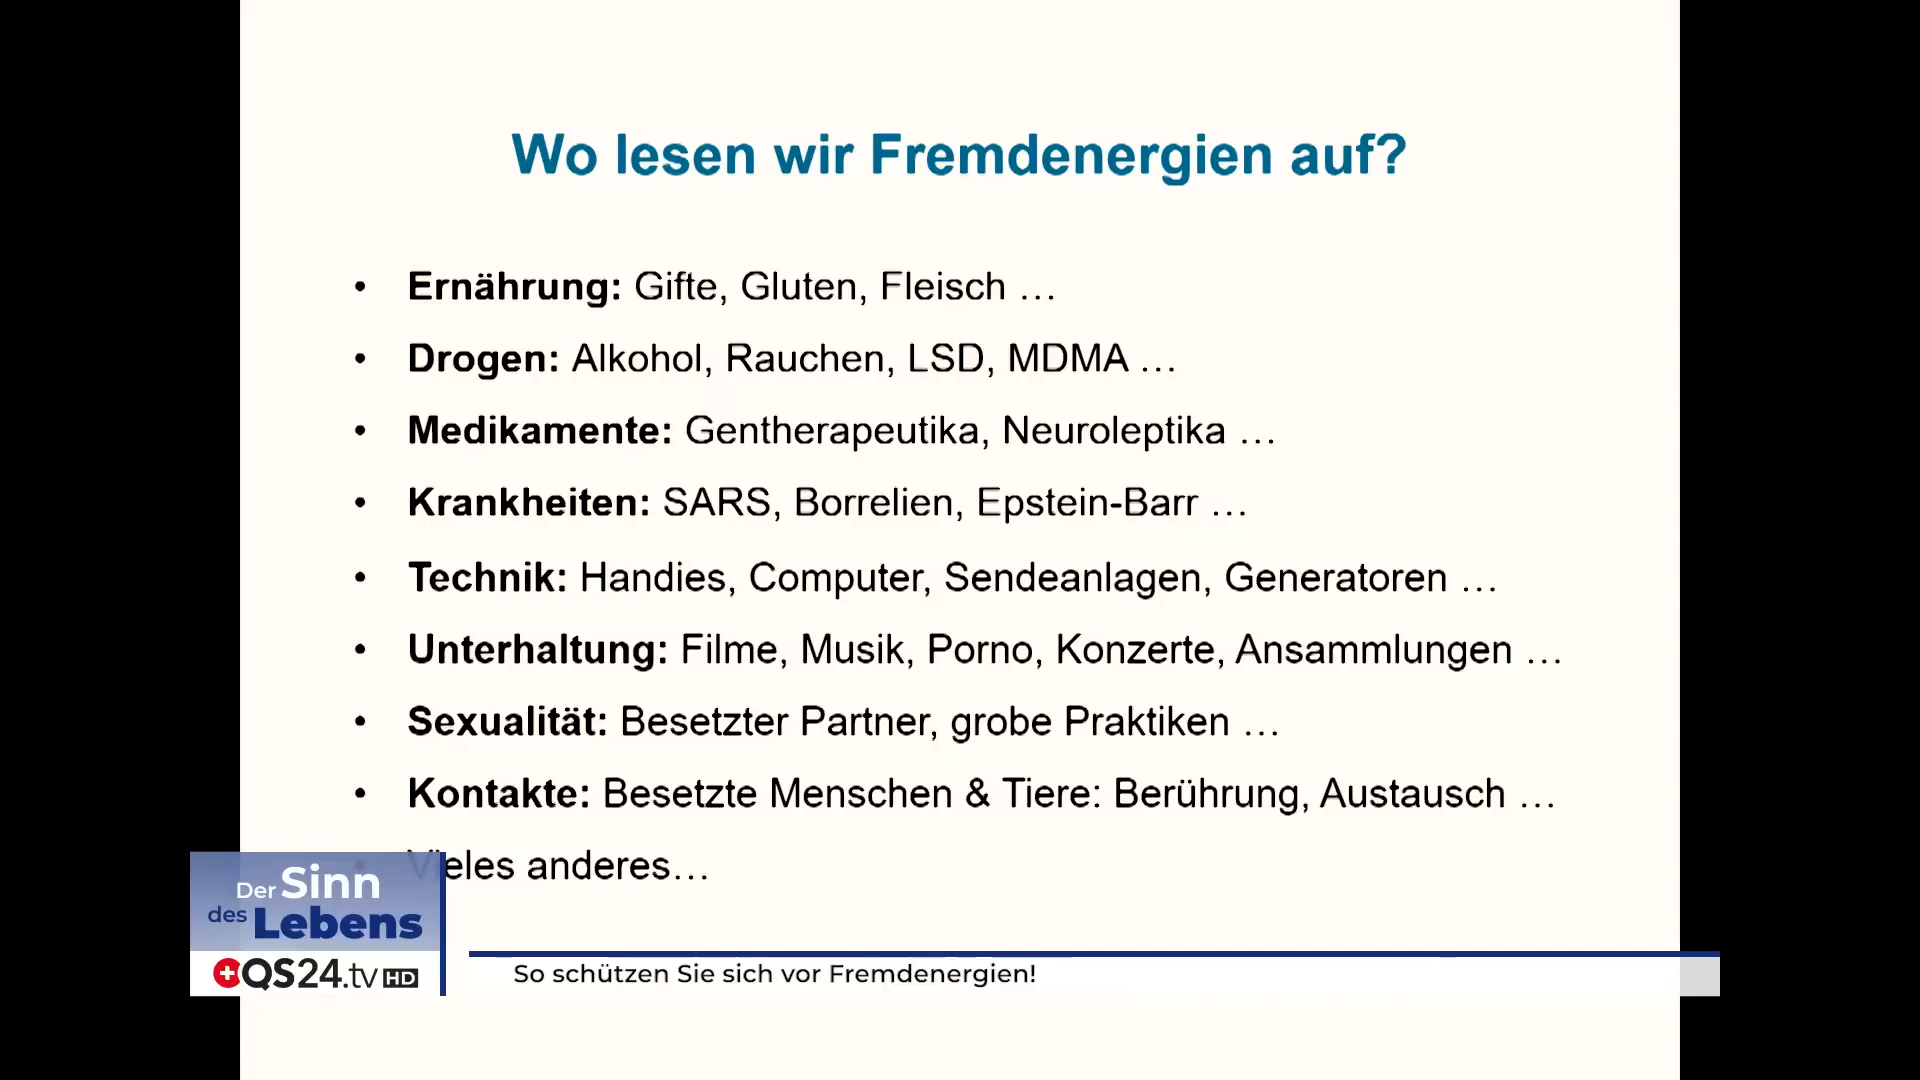 Wo lesen wir Fremdenergien auf?
• Ernährung: Gifte, Gluten, Fleisch …
• Drogen: Alkohol, Rauchen, LSD, MDMA …
• Medikamente: Gentherapeutika, Neuroleptika …
• Krankheiten: SARS, Borrelien, Epstein-Barr …
• Technik: Handies, Computer, Sendeanlagen, Generatoren …
• Unterhaltung: Filme, Musik, Porno, Konzerte, Ansammlungen …
• Sexualität: Besetzter Partner, grobe Praktiken …
• Kontakte: Besetzte Menschen & Tiere: Berührung, Austausch …
• Vieles anderes…
Der Sinn
des Lebens
QS24.tv HD
So schützen Sie sich vor Fremdenergien!